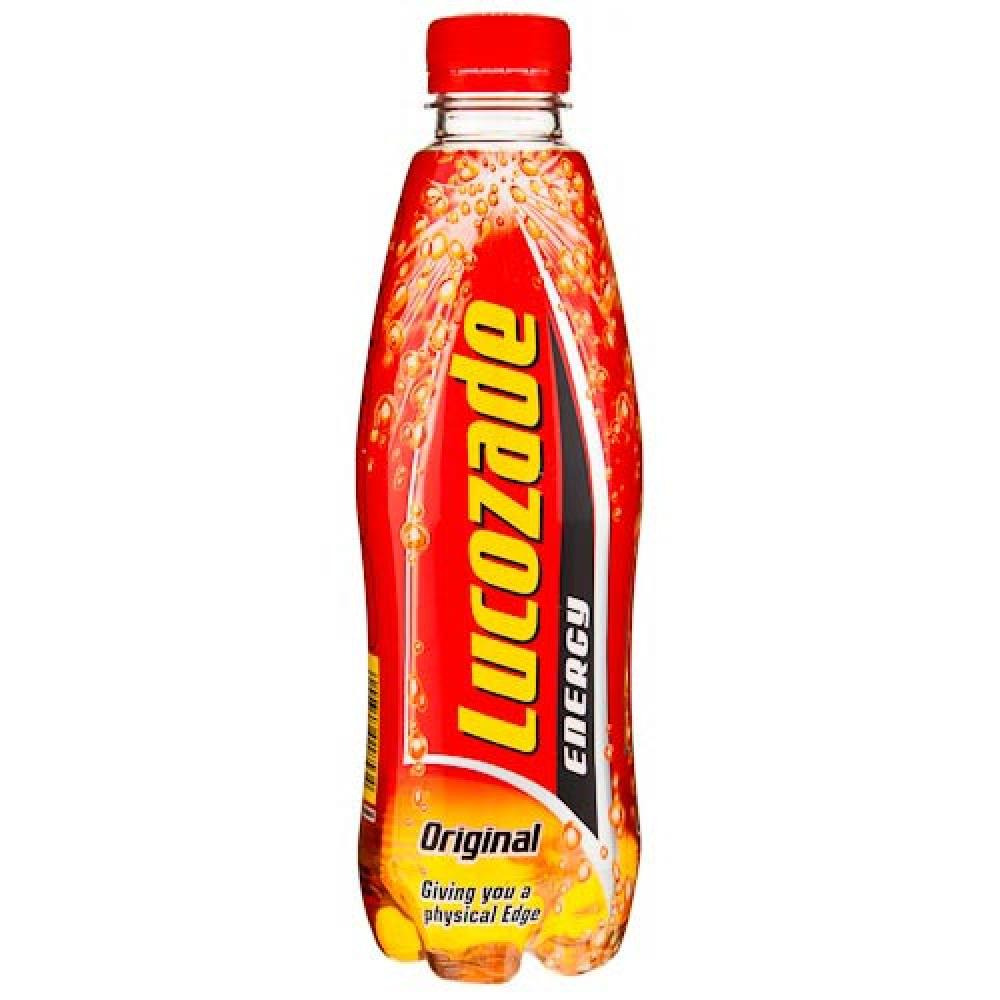 Lucozade
ENERGY
Original
Giving you a
physical Edge